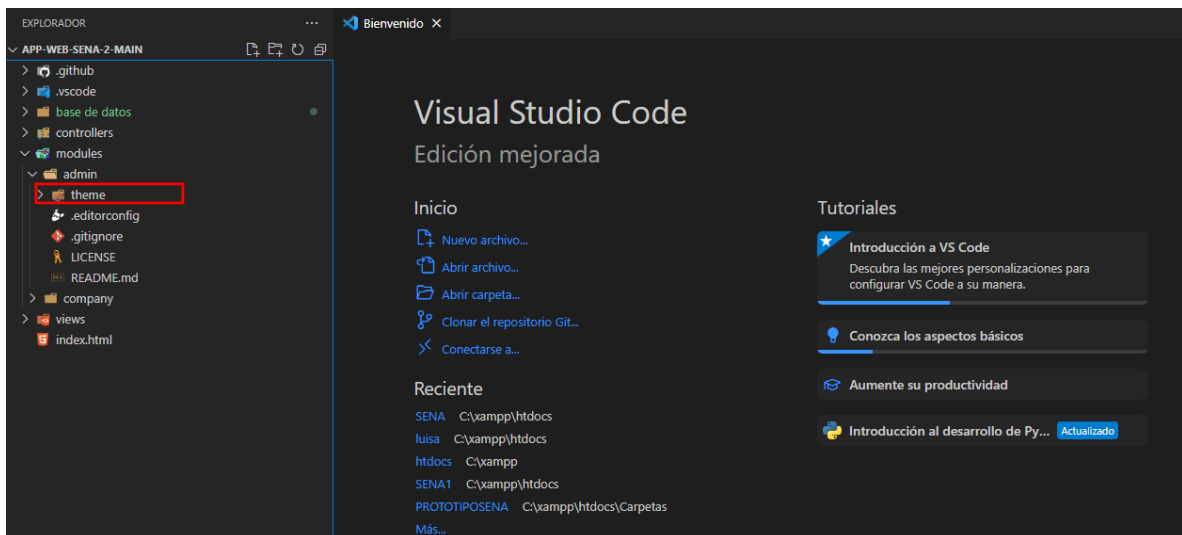 EXPLORADOR
APP-WEB-SENA-2-MAIN
.github
.vscode
base de datos
controllers
modules
admin
theme
.editorconfig
.gitignore
LICENSE
README.md
company
views
index.html
Bienvenido
Visual Studio Code
Edición mejorada
Inicio
Nuevo archivo...
Abrir archivo...
Abrir carpeta...
Clonar el repositorio Git...
Conectarse a...
Reciente
SENA C:\xampp\htdocs
luisa C:\xampp\htdocs
htdocs C:\xampp
SENA1 C:\xampp\htdocs
PROTOTIPOSENA C:\xampp\htdocs\Carpetas
Más...
Tutoriales
Introducción a VS Code
Descubra las mejores personalizaciones para
configurar VS Code a su manera.
Conozca los aspectos básicos
Aumente su productividad
Introducción al desarrollo de Py... Actualizado